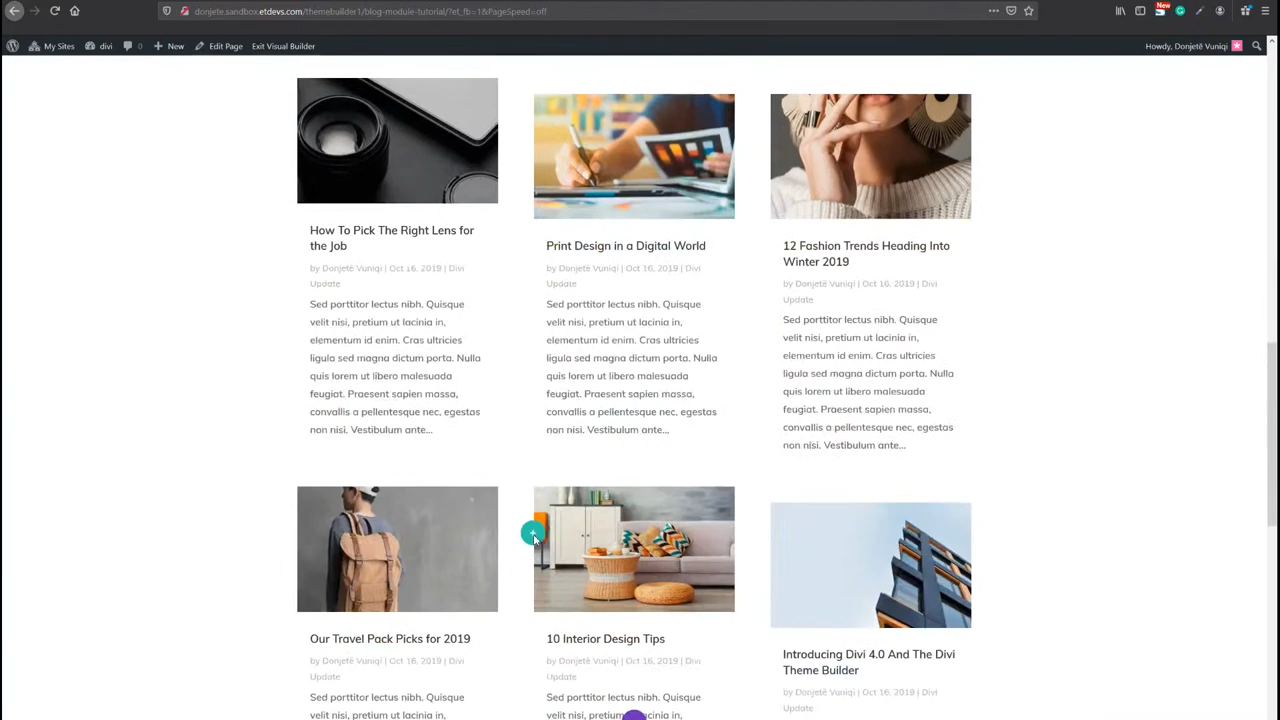 donjete.sandbox.etdevs.com/themebuilder1/blog-module-tutorial/?et_fb=1&PageSpeed=off
New
My Sites divi 0 New Edit Page Exit Visual Builder Howdy, Donjetë Vuniqi
How To Pick The Right Lens for
the Job
by Donjetë Vuniqi | Oct 16, 2019 | Divi
Update
Sed porttitor lectus nibh. Quisque
velit nisi, pretium ut lacinia in,
elementum id enim. Cras ultricies
ligula sed magna dictum porta. Nulla
quis lorem ut libero malesuada
feugiat. Praesent sapien massa,
convallis a pellentesque nec, egestas
non nisi. Vestibulum ante...
Print Design in a Digital World
by Donjetë Vuniqi | Oct 16, 2019 | Divi
Update
Sed porttitor lectus nibh. Quisque
velit nisi, pretium ut lacinia in,
elementum id enim. Cras ultricies
ligula sed magna dictum porta. Nulla
quis lorem ut libero malesuada
feugiat. Praesent sapien massa,
convallis a pellentesque nec, egestas
non nisi. Vestibulum ante...
12 Fashion Trends Heading Into
Winter 2019
by Donjetë Vuniqi | Oct 16, 2019 | Divi
Update
Sed porttitor lectus nibh. Quisque
velit nisi, pretium ut lacinia in,
elementum id enim. Cras ultricies
ligula sed magna dictum porta. Nulla
quis lorem ut libero malesuada
feugiat. Praesent sapien massa,
convallis a pellentesque nec, egestas
non nisi. Vestibulum ante...
Our Travel Pack Picks for 2019
by Donjetë Vuniqi | Oct 16, 2019 | Divi
Update
Sed porttitor lectus nibh. Quisque
velit nisi, pretium ut lacinia in,
10 Interior Design Tips
by Donjetë Vuniqi | Oct 16, 2019 | Divi
Update
Sed porttitor lectus nibh. Quisque
velit nisi, pretium lacinia in,
Introducing Divi 4.0 And The Divi
Theme Builder
by Donjetë Vuniqi | Oct 16, 2019 | Divi
Update